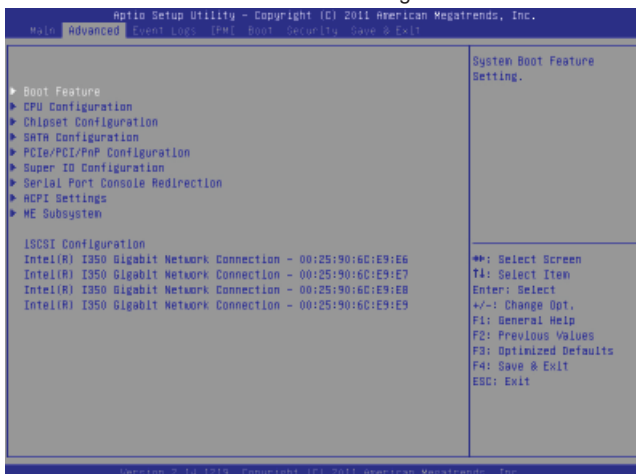 Aptio Setup Utility - Copyright (C) 2011 American Megatrends, Inc.
Main Advanced Event Logs IPMI Boot Security Save & Exit
System Boot Feature
Setting.
Boot Feature
CPU Configuration
Chipset Configuration
SATA Configuration
PCIe/PCI/PnP Configuration
Super IO Configuration
Serial Port Console Redirection
ACPI Settings
ME Subsystem
iSCSI Configuration
Intel(R) I350 Gigabit Network Connection - 00:25:90:6C:E9:E6
Intel(R) I350 Gigabit Network Connection - 00:25:90:6C:E9:E7
Intel(R) I350 Gigabit Network Connection - 00:25:90:6C:E9:E8
Intel(R) I350 Gigabit Network Connection - 00:25:90:6C:E9:E9
↔: Select Screen
↑↓: Select Item
Enter: Select
+/-: Change Opt.
F1: General Help
F2: Previous Values
F3: Optimized Defaults
F4: Save & Exit
ESC: Exit
Version 2.14.1219. Copyright (C) 2011 American Megatrends, Inc.